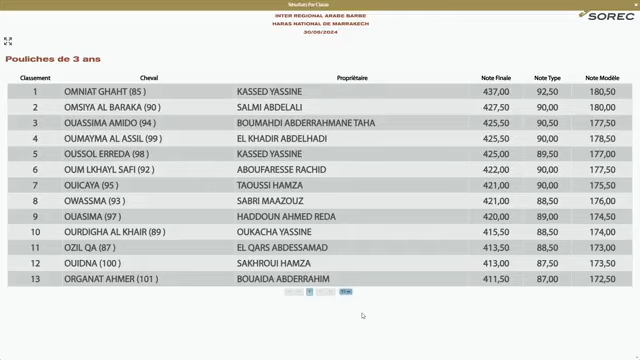 Résultats Par Classe
INTER REGIONAL ARABE BARBE
HARAS NATIONAL DE MARRAKECH
30/06/2024
SOREC
Pouliches de 3 ans
Classement Cheval Propriétaire Note Finale Note Type Note Modèle
1 OMNIAT GHAHT (85 ) KASSED YASSINE 437,00 92,50 180,50
2 OMSIYA AL BARAKA (90 ) SALMI ABDELALI 427,50 90,00 180,00
3 OUASSIMA AMIDO (94 ) BOUMAHDI ABDERRAHMANE TAHA 425,50 90,00 177,50
4 OUMAYMA AL ASSIL (99 ) EL KHADIR ABDELHADI 425,50 90,00 178,50
5 OUSSOL ERREDA (98 ) KASSED YASSINE 425,00 89,50 177,00
6 OUM LKHAYL SAFI (92 ) ABOUFARESSE RACHID 422,00 90,00 177,50
7 OUICAYA (95 ) TAOUSSI HAMZA 421,00 90,00 175,50
8 OWASSMA (93 ) SABRI MAAZOUZ 421,00 88,50 176,00
9 OUASIMA (97 ) HADDOUN AHMED REDA 420,00 89,00 174,50
10 OURDIGHA AL KHAIR (89 ) OUKACHA YASSINE 415,50 88,50 174,00
11 OZIL QA (87 ) EL QARS ABDESSAMAD 413,50 88,50 173,00
12 OUIDNA (100 ) SAKHROUI HAMZA 413,00 87,50 173,50
13 ORGANAT AHMER (101 ) BOUAIDA ABDERRAHIM 411,50 87,00 172,50
1